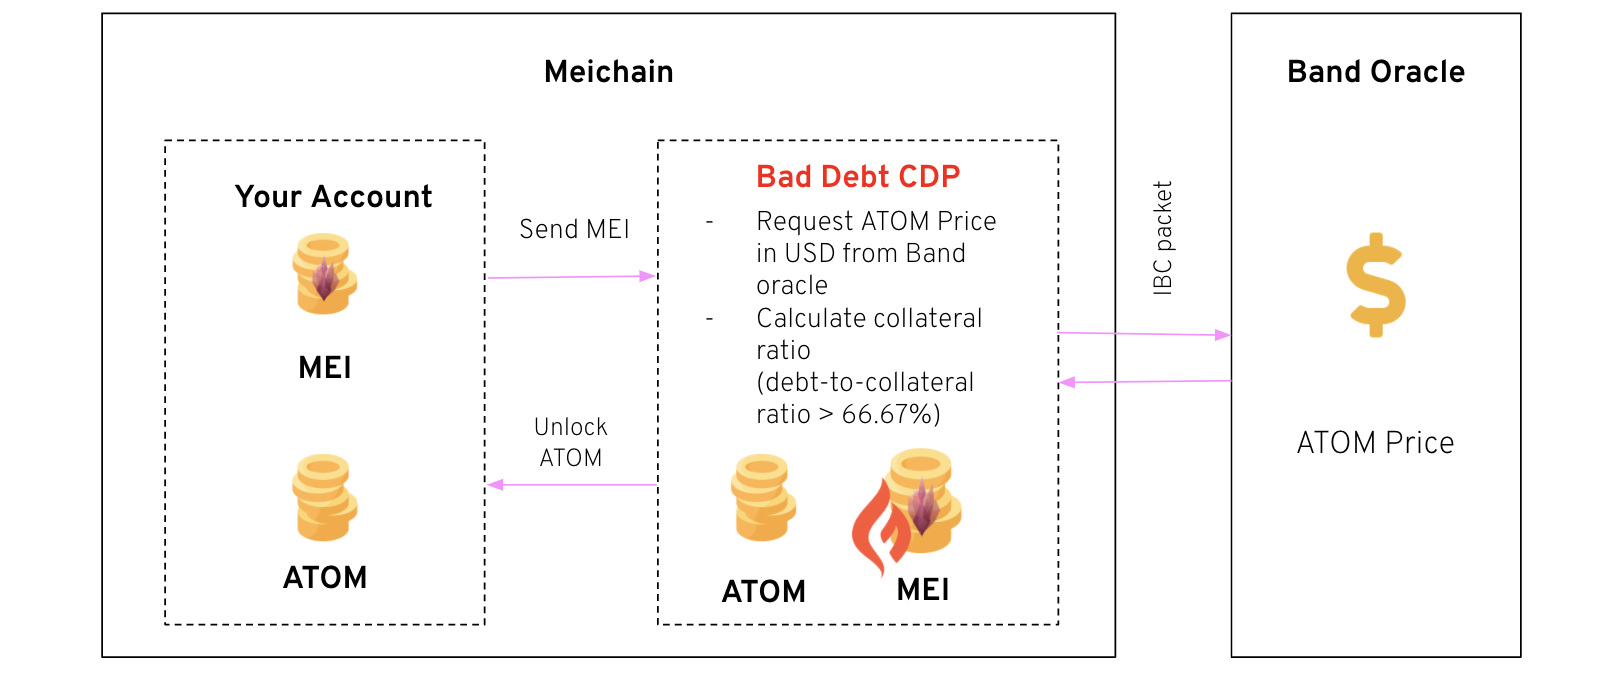 Meichain
Band Oracle
Your Account
MEI
ATOM
Send MEI
Unlock
ATOM
Bad Debt CDP
- Request ATOM Price
in USD from Band
oracle
- Calculate collateral
ratio
(debt-to-collateral
ratio > 66.67%)
ATOM
MEI
IBC packet
$
ATOM Price